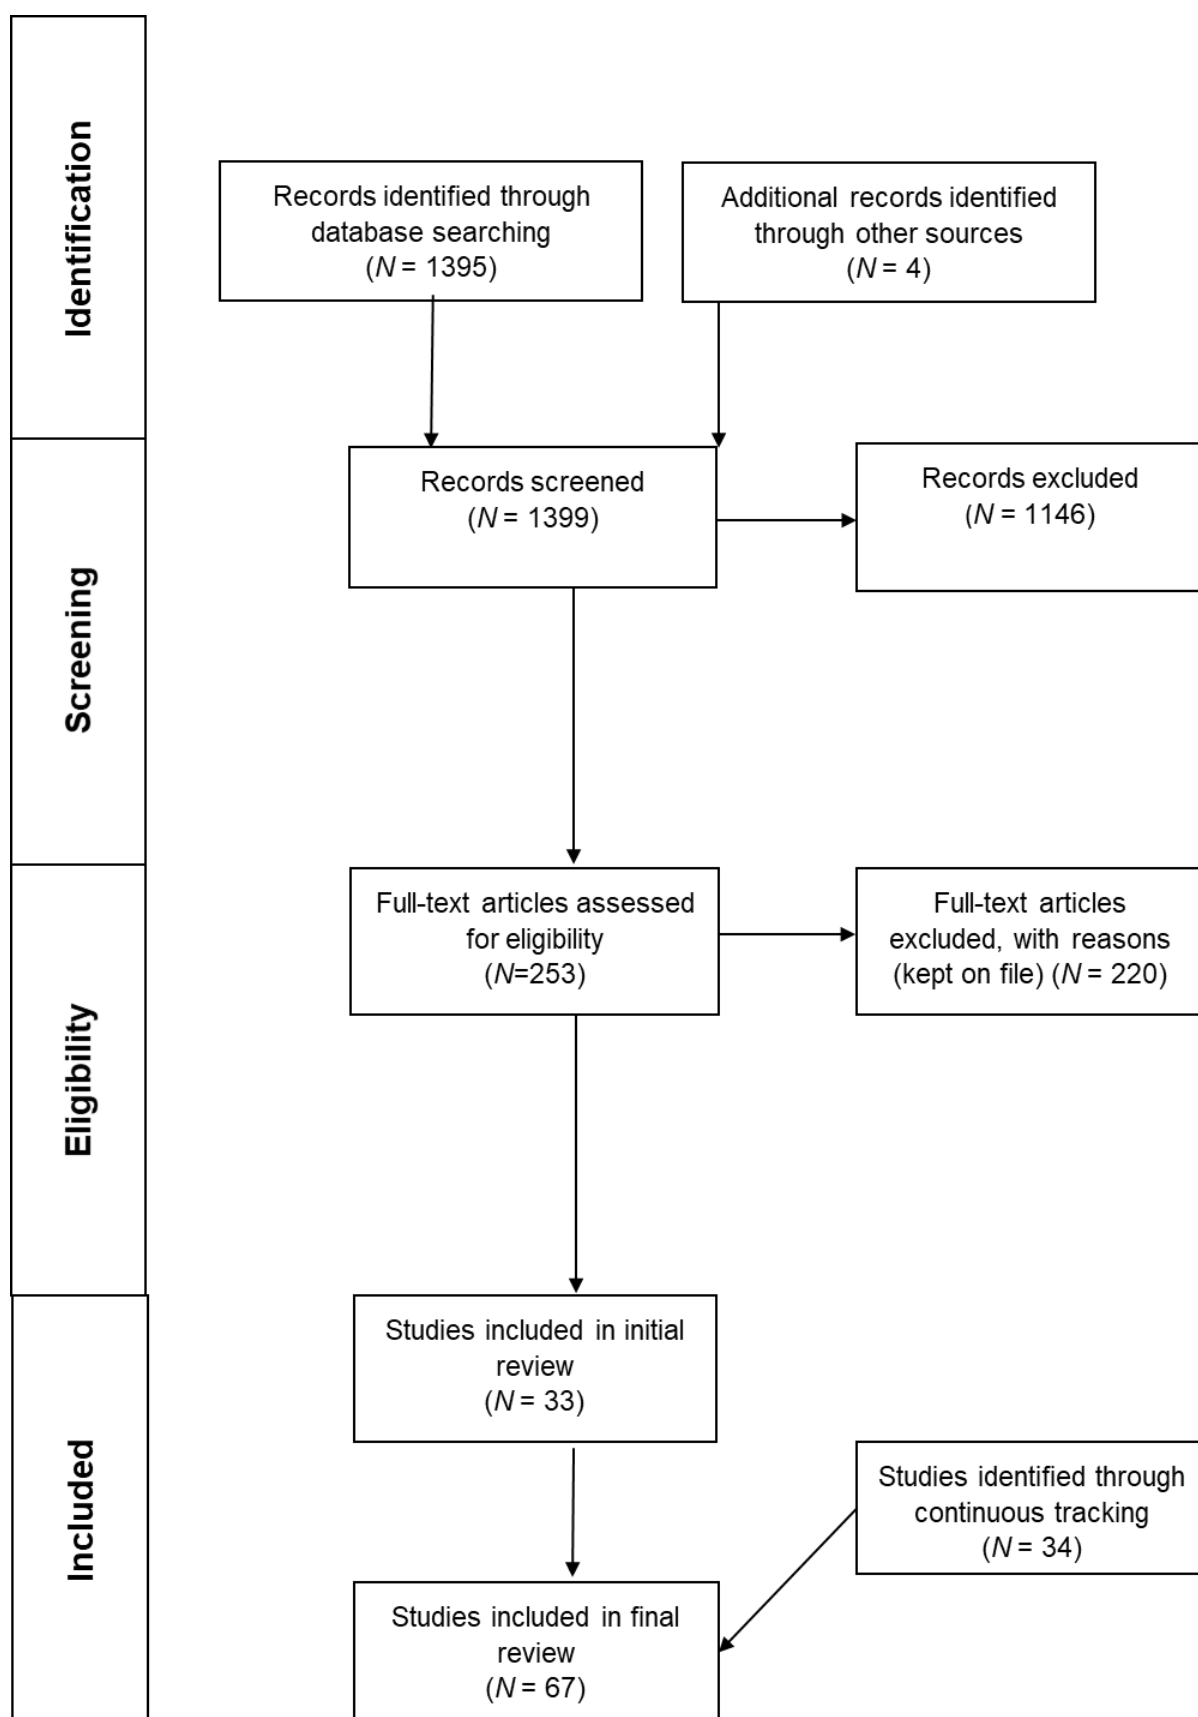 Identification
Records identified through
database searching
(N = 1395)
Additional records identified
through other sources
(N = 4)
Screening
Records screened
(N = 1399)
Records excluded
(N = 1146)
Eligibility
Full-text articles assessed
for eligibility
(N=253)
Full-text articles
excluded, with reasons
(kept on file) (N = 220)
Included
Studies included in initial
review
(N = 33)
Studies identified through
continuous tracking
(N = 34)
Studies included in final
review
(N = 67)